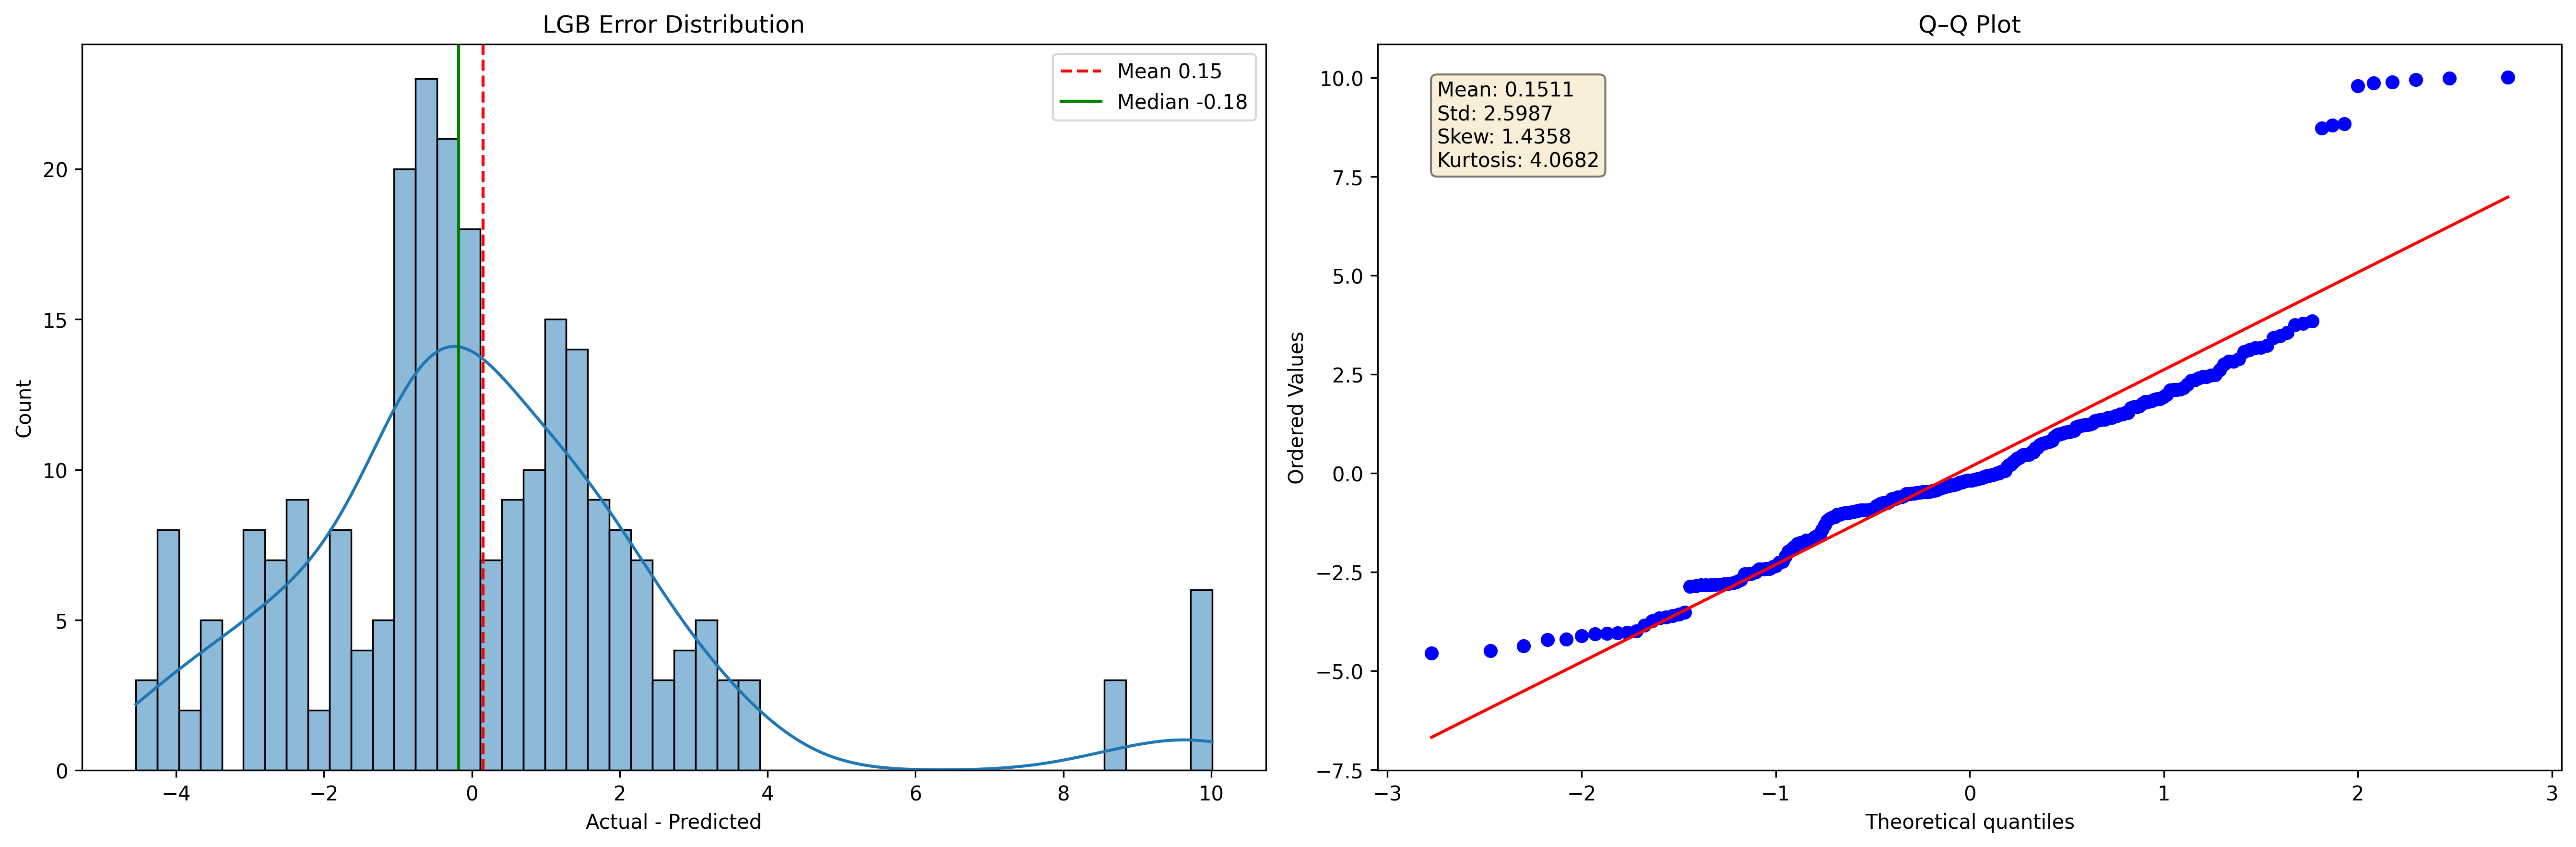 LGB Error Distribution
Mean 0.15
Median -0.18
Count
20
15
10
5
0
−4
−2
0
2
4
6
8
10
Actual - Predicted
Q–Q Plot
Mean: 0.1511
Std: 2.5987
Skew: 1.4358
Kurtosis: 4.0682
Ordered Values
10.0
7.5
5.0
2.5
0.0
−2.5
−5.0
−7.5
−3
−2
−1
0
1
2
3
Theoretical quantiles